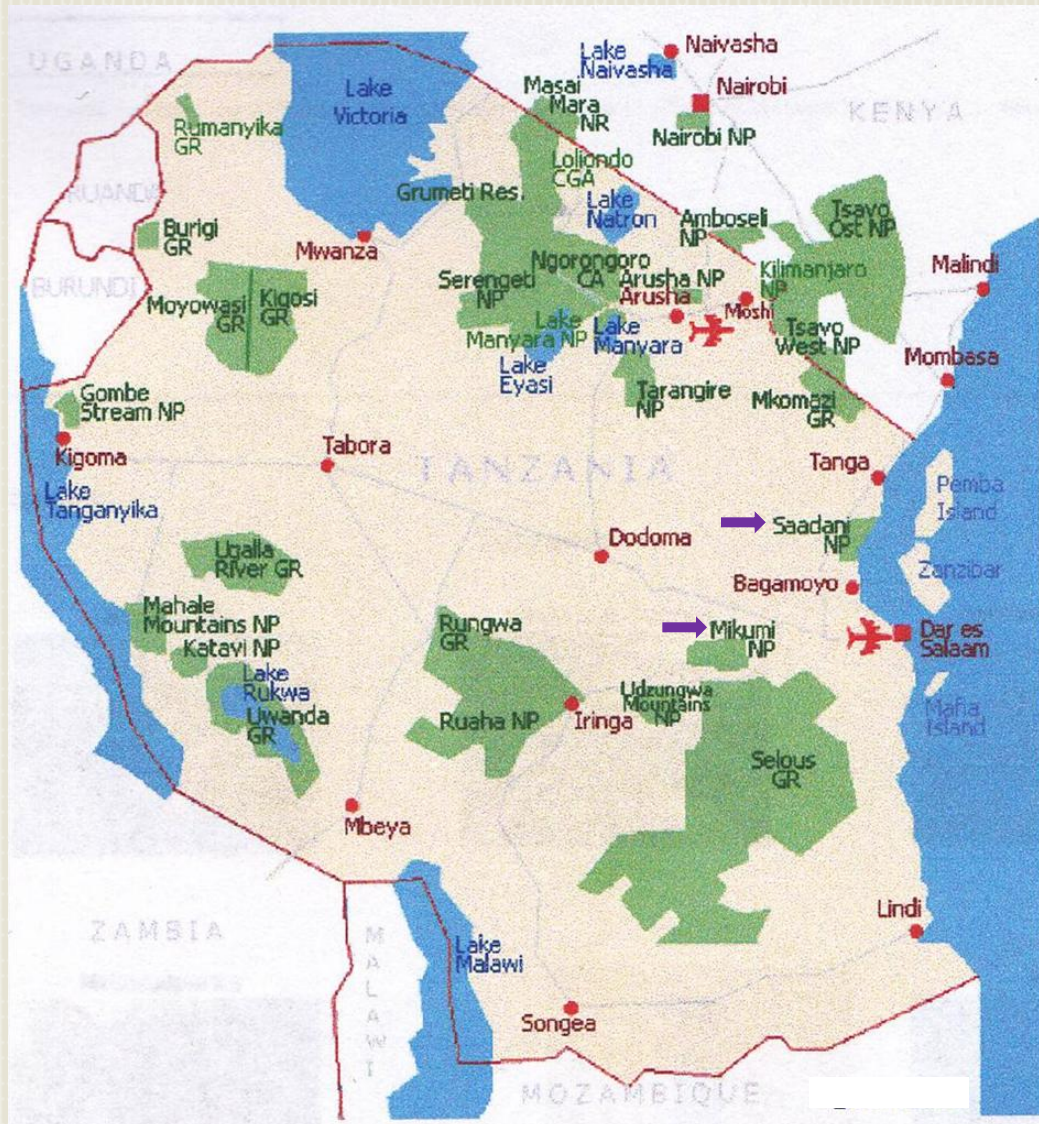 UGANDA
Lake
Victoria
Lake
Naivasha
Naivasha
Nairobi
Nairobi NP
KENYA
Masai
Mara
NR
Rumanyika
GR
RUANDA
Loliondo
CGA
Grumeti Res.
Lake
Natron
Amboseli
NP
Tsavo
Ost NP
Burigi
GR
Mwanza
BURUNDI
Moyowasi
GR
Kigosi
GR
Serengeti
NP
Ngorongoro
CA
Arusha NP
Arusha
Kilimanjaro
NP
Moshi
Malindi
Lake
Manyara NP
Lake
Manyara
Lake
Eyasi
Tsavo
West NP
Mombasa
Tarangire
NP
Mkomazi
GR
Gombe
Stream NP
Kigoma
Tabora
TANZANIA
Tanga
Lake
Tanganyika
Pemba
Island
Saadani
NP
Dodoma
Ugalla
River GR
Bagamoyo
Zanzibar
Mahale
Mountains NP
Katavi NP
Rungwa
GR
Mikumi
NP
Dar es
Salaam
Lake
Rukwa
Uwanda
GR
Ruaha NP
Iringa
Udzungwa
Mountains
NP
Mafia
Island
Selous
GR
Mbeya
ZAMBIA
MALAWI
Lake
Malawi
Lindi
Songea
MOZAMBIQUE